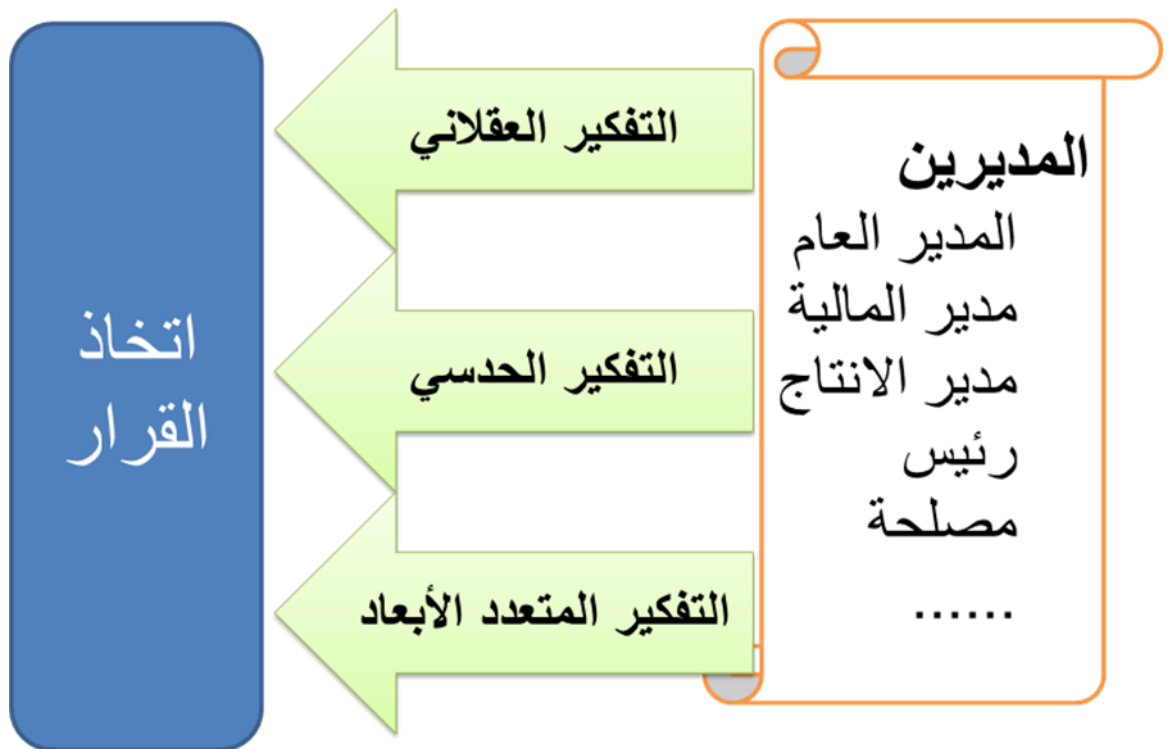 المديرين
المدير العام
مدير المالية
مدير الانتاج
رئيس
مصلحة
......
التفكير العقلاني
التفكير الحدسي
التفكير المتعدد الأبعاد
اتخاذ
القرار